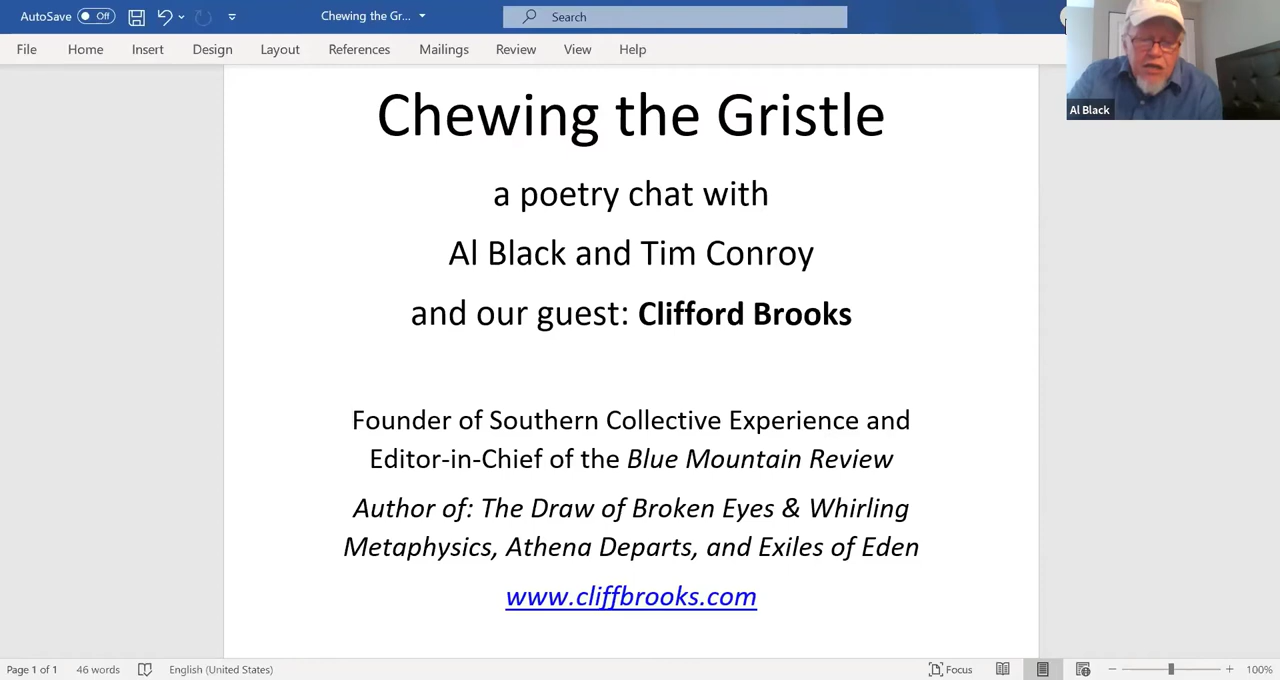 AutoSave Off Chewing the Gr... Search
File Home Insert Design Layout References Mailings Review View Help
Al Black
Chewing the Gristle
a poetry chat with
Al Black and Tim Conroy
and our guest: Clifford Brooks
Founder of Southern Collective Experience and
Editor-in-Chief of the Blue Mountain Review
Author of: The Draw of Broken Eyes & Whirling
Metaphysics, Athena Departs, and Exiles of Eden
www.cliffbrooks.com
Page 1 of 1 46 words English (United States) Focus 100%